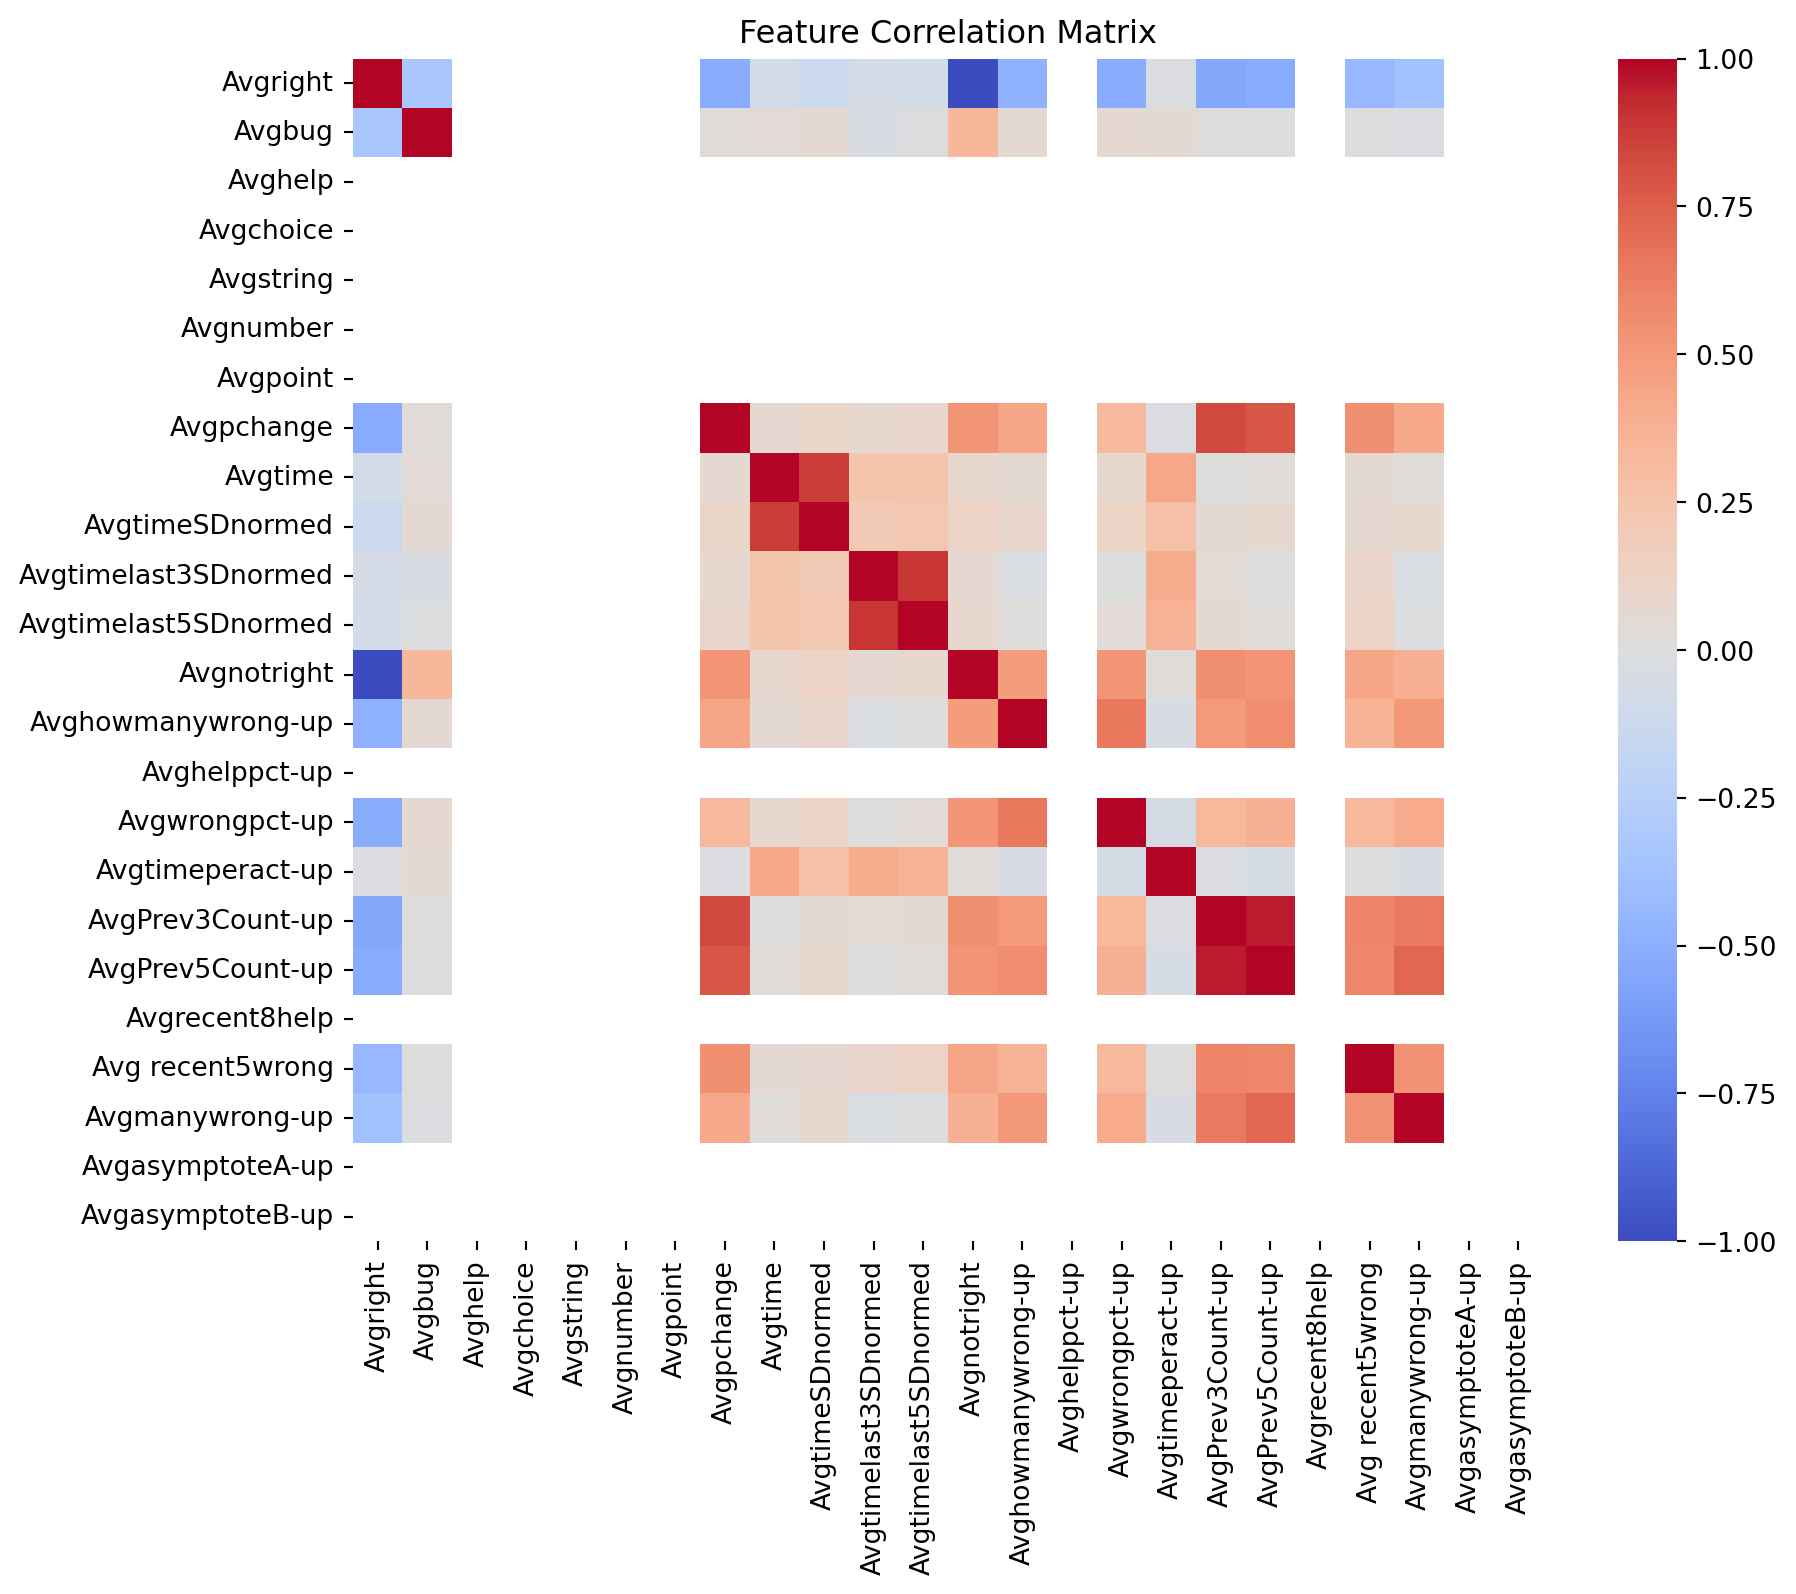 Feature Correlation Matrix
Avgright
Avgbug
Avghelp
Avgchoice
Avgstring
Avgnumber
Avgpoint
Avgpchange
Avgtime
AvgtimeSDnormed
Avgtimelast3SDnormed
Avgtimelast5SDnormed
Avgnotright
Avghowmanywrong-up
Avghelppct-up
Avgwrongpct-up
Avgtimeperact-up
AvgPrev3Count-up
AvgPrev5Count-up
Avgrecent8help
Avg recent5wrong
Avgmanywrong-up
AvgasymptoteA-up
AvgasymptoteB-up
Avgright
Avgbug
Avghelp
Avgchoice
Avgstring
Avgnumber
Avgpoint
Avgpchange
Avgtime
AvgtimeSDnormed
Avgtimelast3SDnormed
Avgtimelast5SDnormed
Avgnotright
Avghowmanywrong-up
Avghelppct-up
Avgwrongpct-up
Avgtimeperact-up
AvgPrev3Count-up
AvgPrev5Count-up
Avgrecent8help
Avg recent5wrong
Avgmanywrong-up
AvgasymptoteA-up
AvgasymptoteB-up
1.00
0.75
0.50
0.25
0.00
−0.25
−0.50
−0.75
−1.00